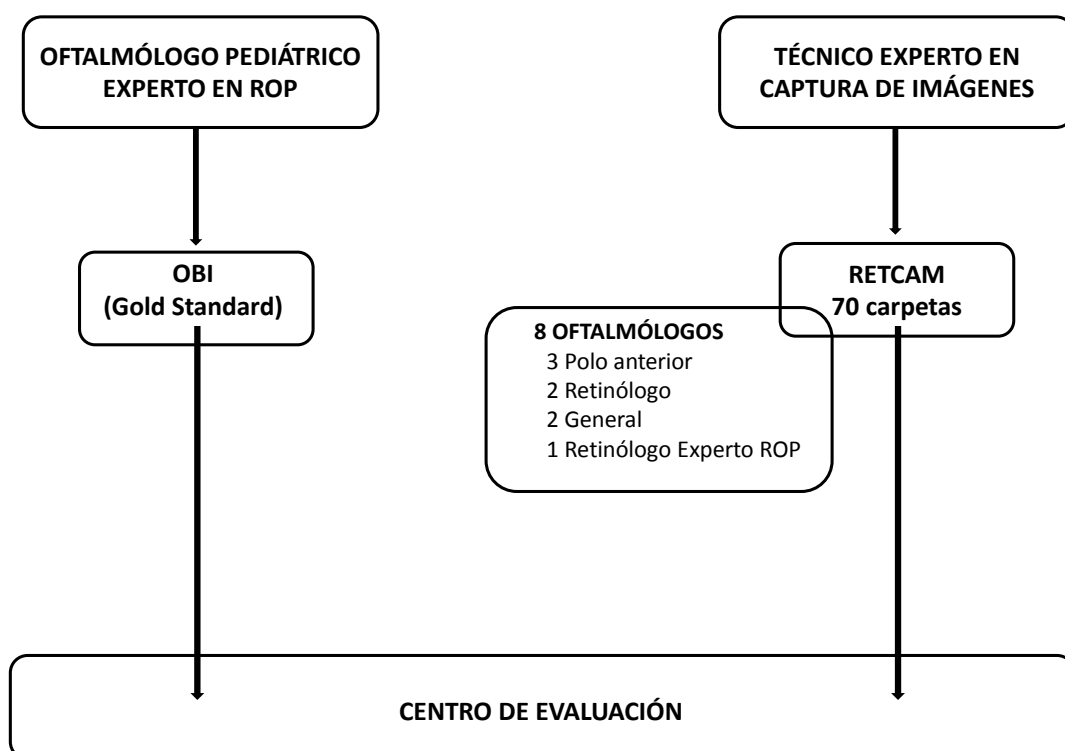 OFTALMÓLOGO PEDIÁTRICO
EXPERTO EN ROP
TÉCNICO EXPERTO EN
CAPTURA DE IMÁGENES
OBI
(Gold Standard)
RETCAM
70 carpetas
8 OFTALMÓLOGOS
3 Polo anterior
2 Retinólogo
2 General
1 Retinólogo Experto ROP
CENTRO DE EVALUACIÓN